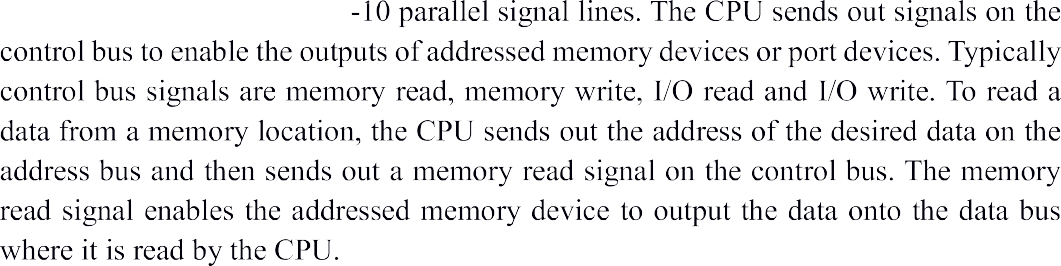 -10 parallel signal lines. The CPU sends out signals on the
control bus to enable the outputs of addressed memory devices or port devices. Typically
control bus signals are memory read, memory write, I/O read and I/O write. To read a
data from a memory location, the CPU sends out the address of the desired data on the
address bus and then sends out a memory read signal on the control bus. The memory
read signal enables the addressed memory device to output the data onto the data bus
where it is read by the CPU.